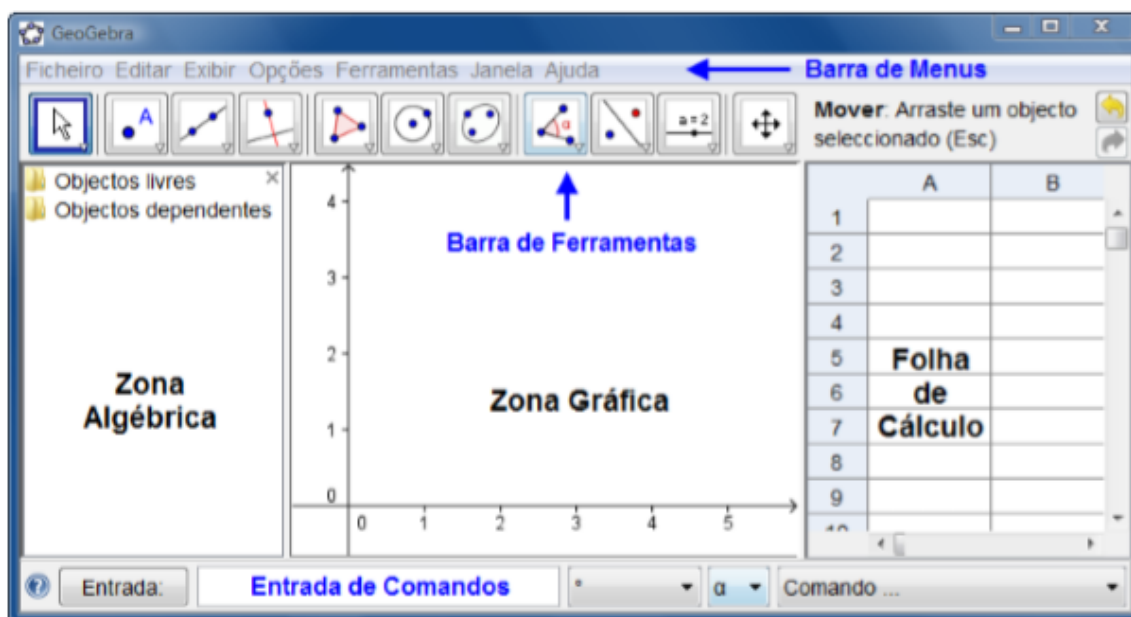 GeoGebra
Ficheiro Editar Exibir Opções Ferramentas Janela Ajuda
Barra de Menus
A
α
a=2
Mover: Arraste um objecto
seleccionado (Esc)
Objectos livres
Objectos dependentes
Zona
Algébrica
Barra de Ferramentas
Zona Gráfica
4
3
2
1
0
0 1 2 3 4 5
A B
1
2
3
4
5
6
7
8
9
10
Folha
de
Cálculo
Entrada:
Entrada de Comandos
°
α
Comando ...